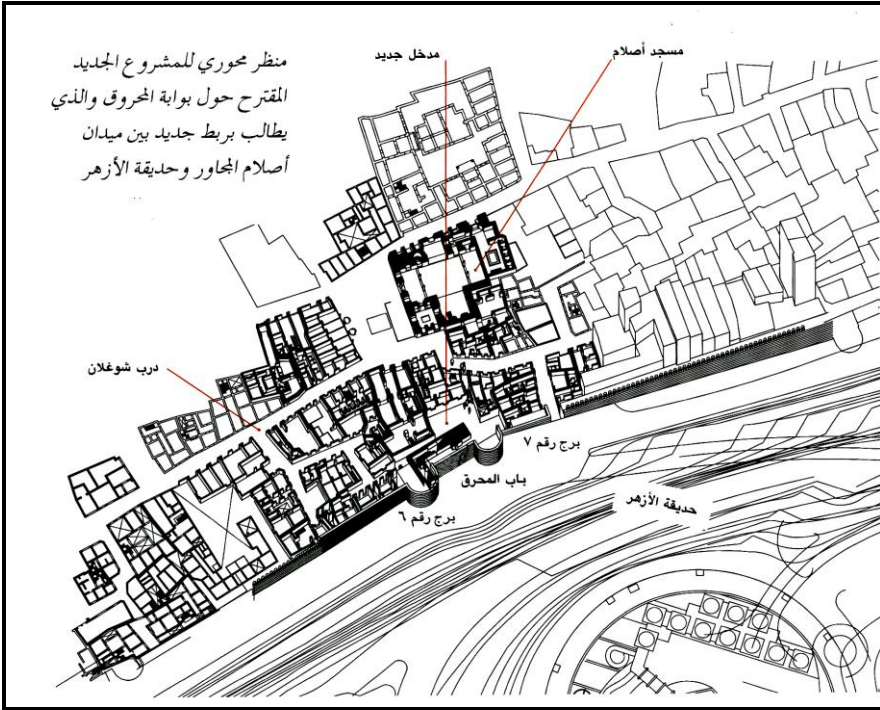 منظر محوري للمشروع الجديد
المقترح حول بوابة المحروق والذي
يطالب بربط جديد بين ميدان
أصلام المجاور وحديقة الأزهر
مدخل جديد
مسجد أصلام
درب شوغلان
برج رقم ٧
باب المحرق
برج رقم ٦
حديقة الأزهر